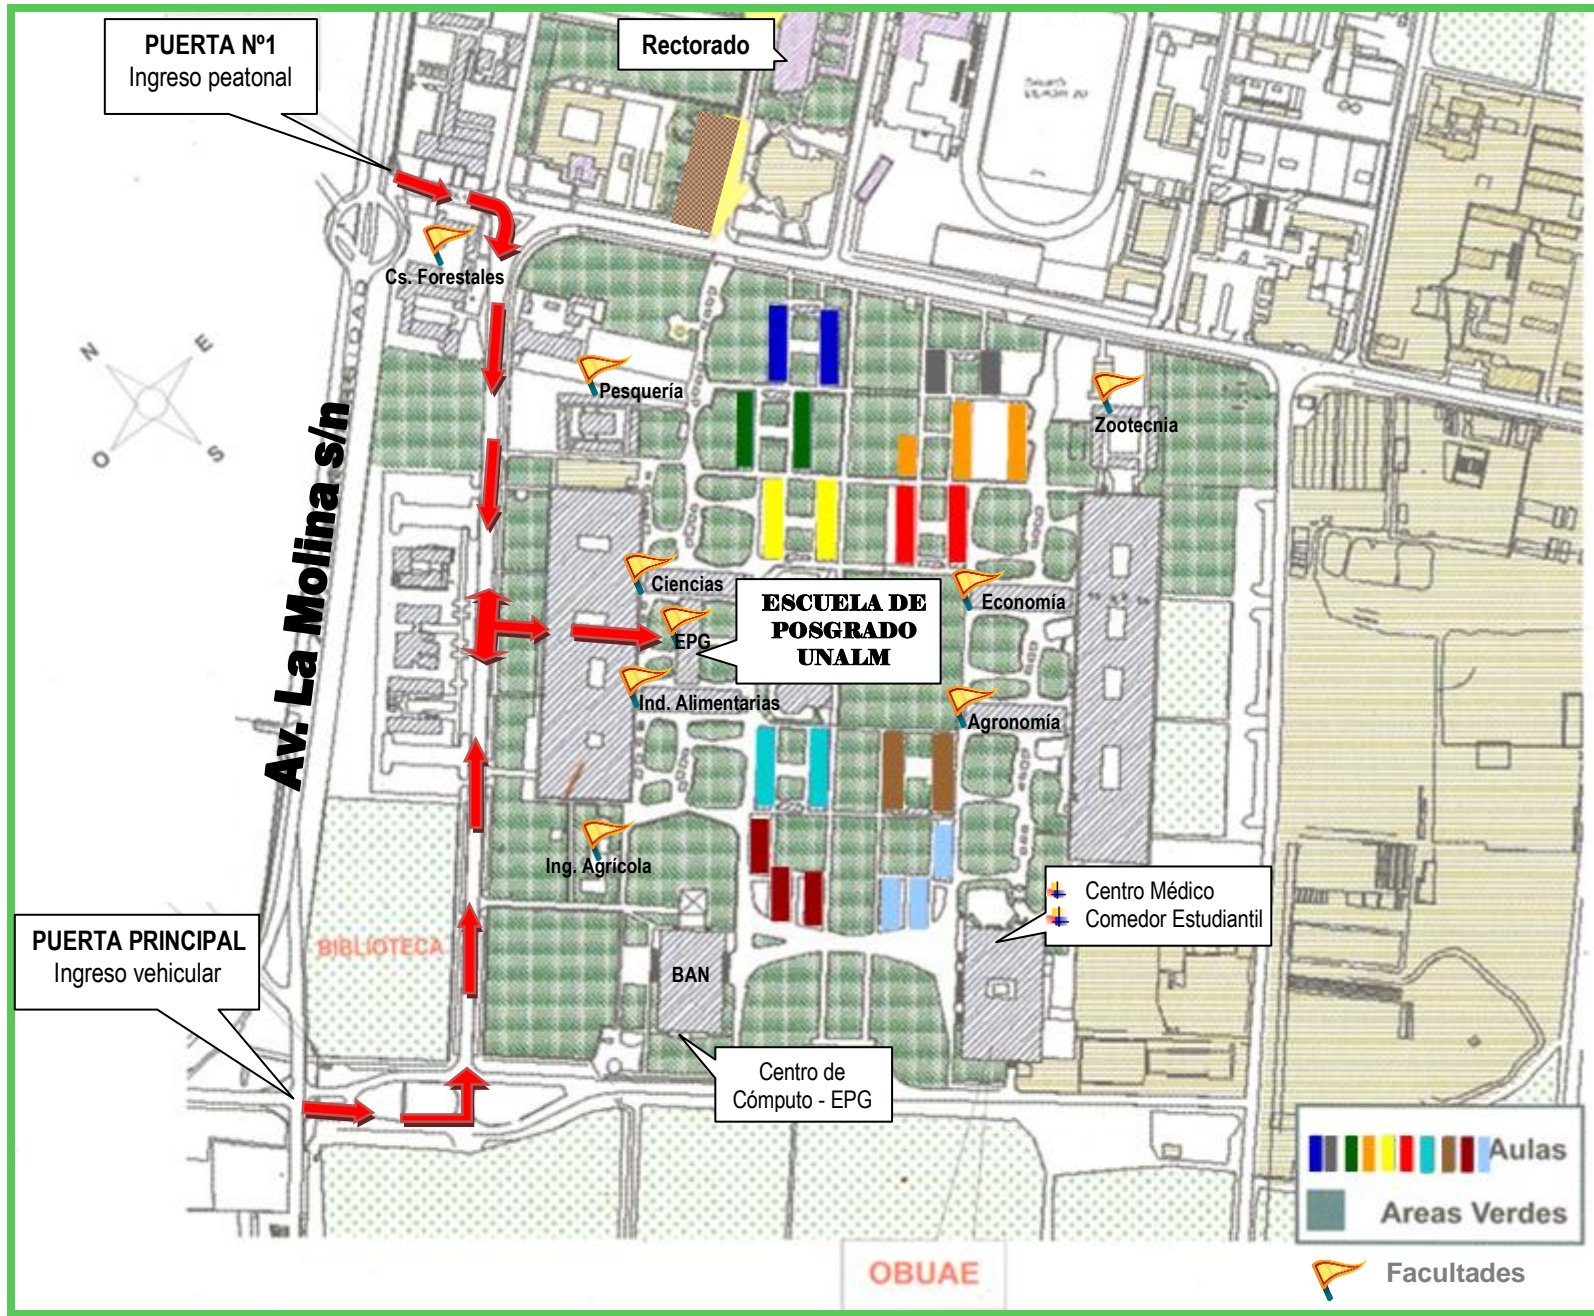 PUERTA Nº1
Ingreso peatonal
Rectorado
Cs. Forestales
N
E
O
S
Pesquería
Zootecnia
Av. La Molina s/n
Ciencias
ESCUELA DE
POSGRADO
UNALM
Economía
EPG
Ind. Alimentarias
Agronomía
Ing. Agrícola
Centro Médico
Comedor Estudiantil
PUERTA PRINCIPAL
Ingreso vehicular
BIBLIOTECA
BAN
Centro de
Cómputo - EPG
Aulas
Areas Verdes
OBUAE
Facultades